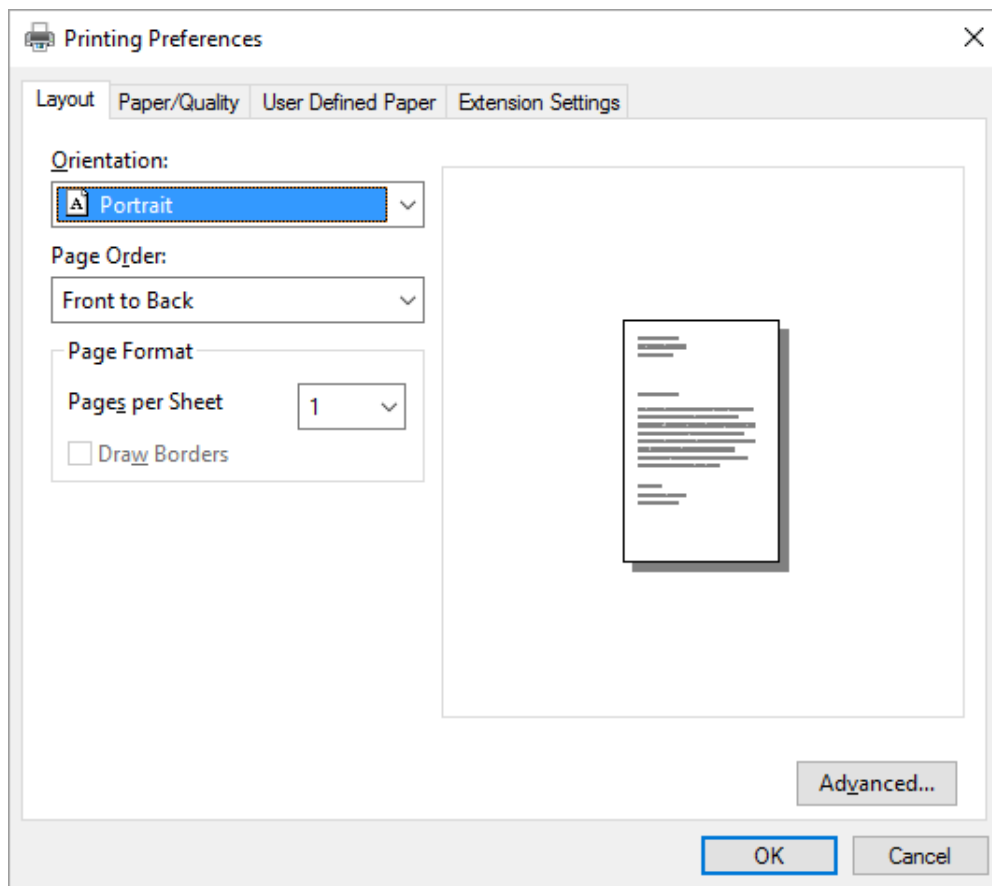 Printing Preferences
Layout Paper/Quality User Defined Paper Extension Settings
Orientation:
A Portrait
Page Order:
Front to Back
Page Format
Pages per Sheet 1
Draw Borders
Advanced...
OK Cancel